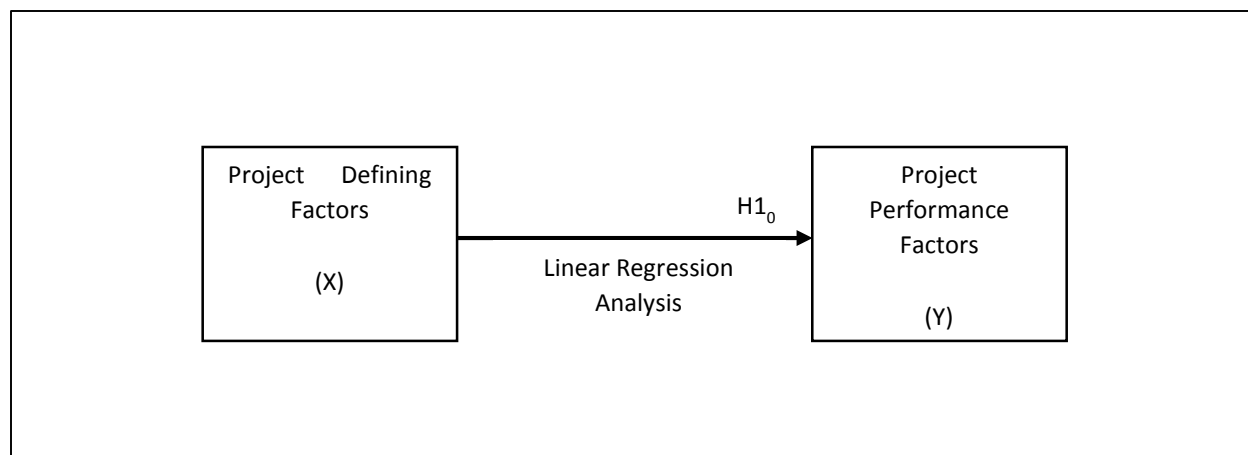 Project Defining
Factors
(X)
H1₀
Linear Regression
Analysis
Project
Performance
Factors
(Y)